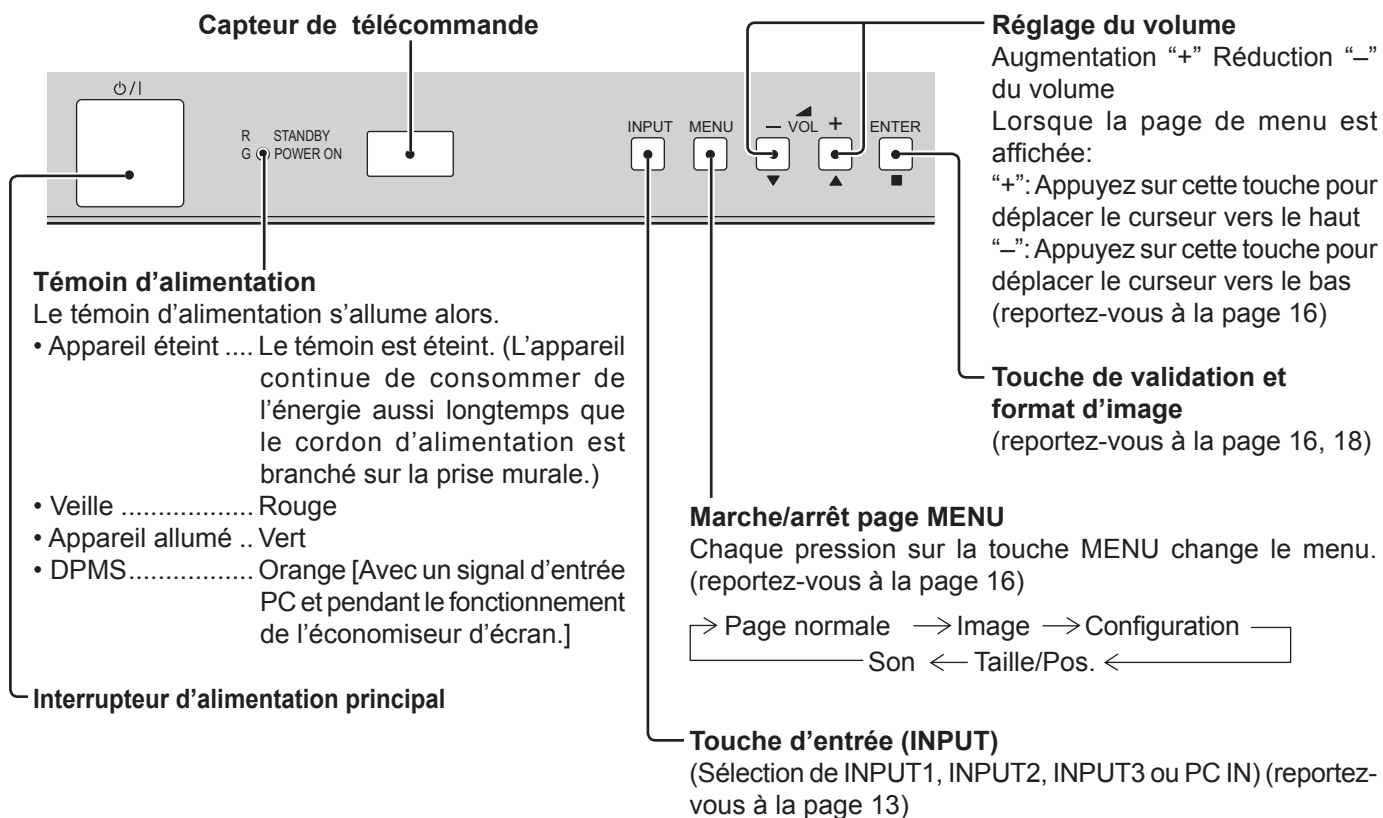 Capteur de télécommande
⏻/I
R STANDBY
G POWER ON
INPUT MENU – VOL + ENTER
▼ ▲ ■
Réglage du volume
Augmentation “+” Réduction “–”
du volume
Lorsque la page de menu est
affichée:
“+”: Appuyez sur cette touche pour
déplacer le curseur vers le haut
“–”: Appuyez sur cette touche pour
déplacer le curseur vers le bas
(reportez-vous à la page 16)
Témoin d’alimentation
Le témoin d’alimentation s’allume alors.
• Appareil éteint .... Le témoin est éteint. (L’appareil
continue de consommer de
l’énergie aussi longtemps que
le cordon d’alimentation est
branché sur la prise murale.)
• Veille .................. Rouge
• Appareil allumé .. Vert
• DPMS................. Orange [Avec un signal d’entrée
PC et pendant le fonctionnement
de l’économiseur d’écran.]
Interrupteur d’alimentation principal
Touche de validation et
format d’image
(reportez-vous à la page 16, 18)
Marche/arrêt page MENU
Chaque pression sur la touche MENU change le menu.
(reportez-vous à la page 16)
Page normale → Image → Configuration
Son ← Taille/Pos. ←
Touche d’entrée (INPUT)
(Sélection de INPUT1, INPUT2, INPUT3 ou PC IN) (reportez-
vous à la page 13)